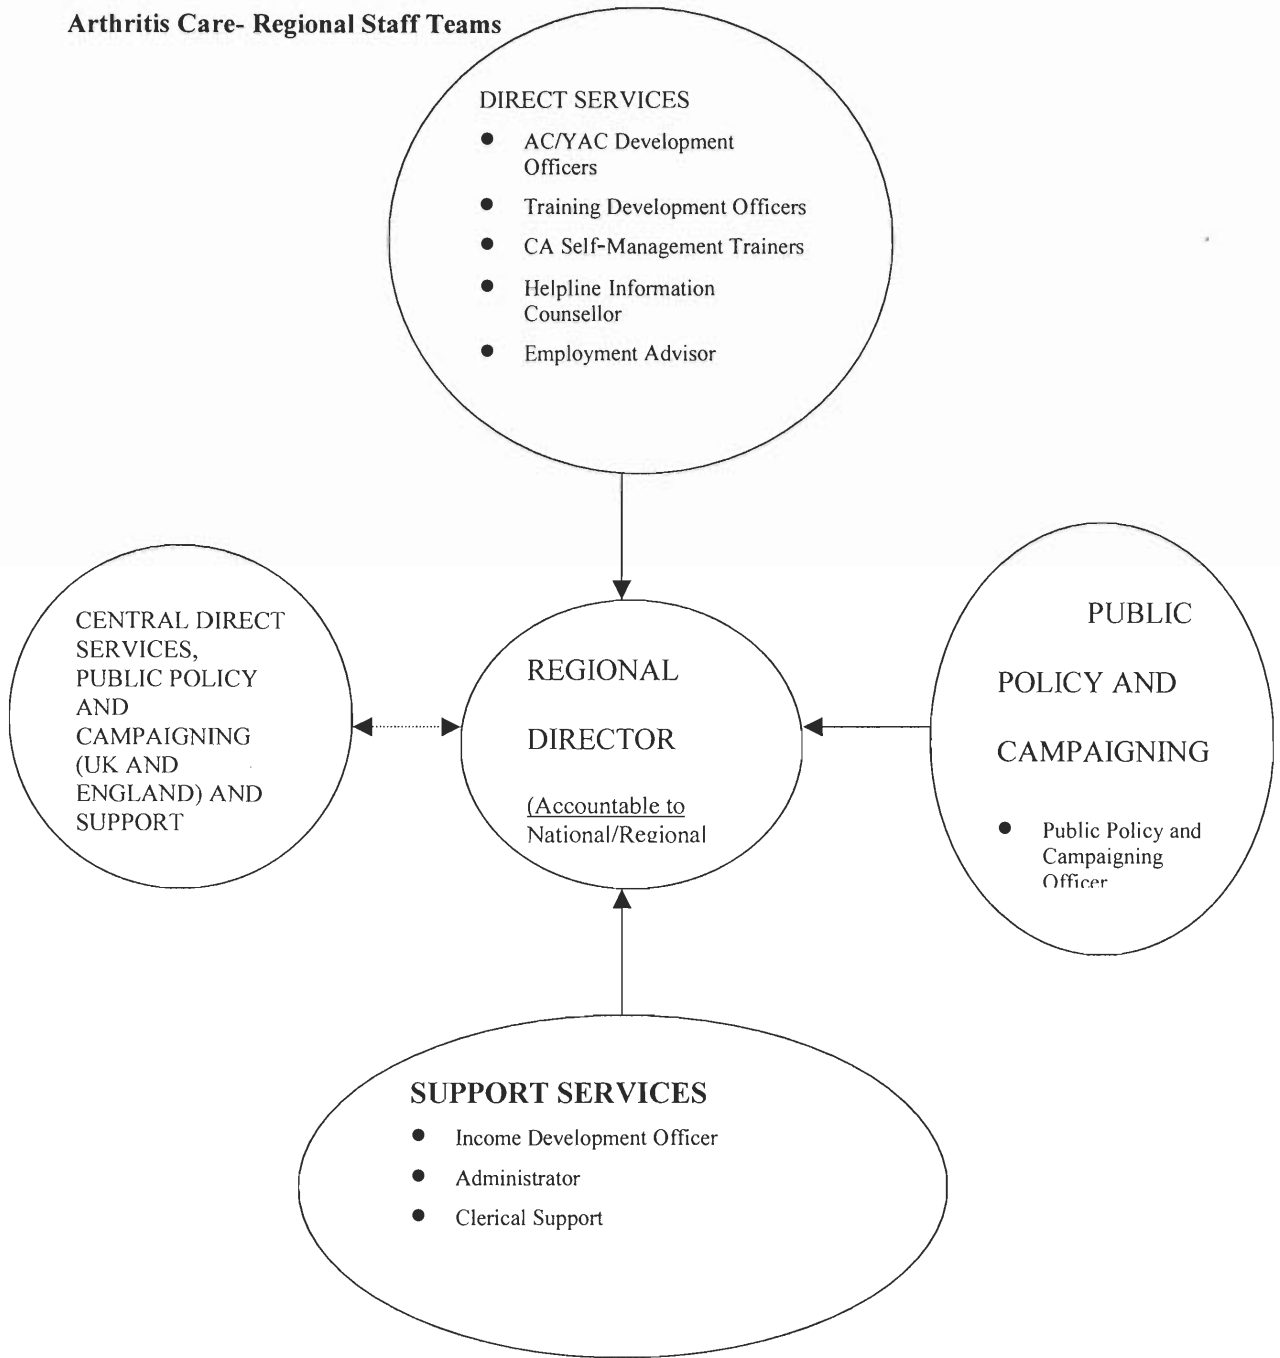 Arthritis Care- Regional Staff Teams
DIRECT SERVICES
● AC/YAC Development
Officers
● Training Development Officers
● CA Self-Management Trainers
● Helpline Information
Counsellor
● Employment Advisor
CENTRAL DIRECT
SERVICES,
PUBLIC POLICY
AND
CAMPAIGNING
(UK AND
ENGLAND) AND
SUPPORT
REGIONAL
DIRECTOR
(Accountable to
National/Regional
PUBLIC
POLICY AND
CAMPAIGNING
● Public Policy and
Campaigning
Officer
SUPPORT SERVICES
● Income Development Officer
● Administrator
● Clerical Support